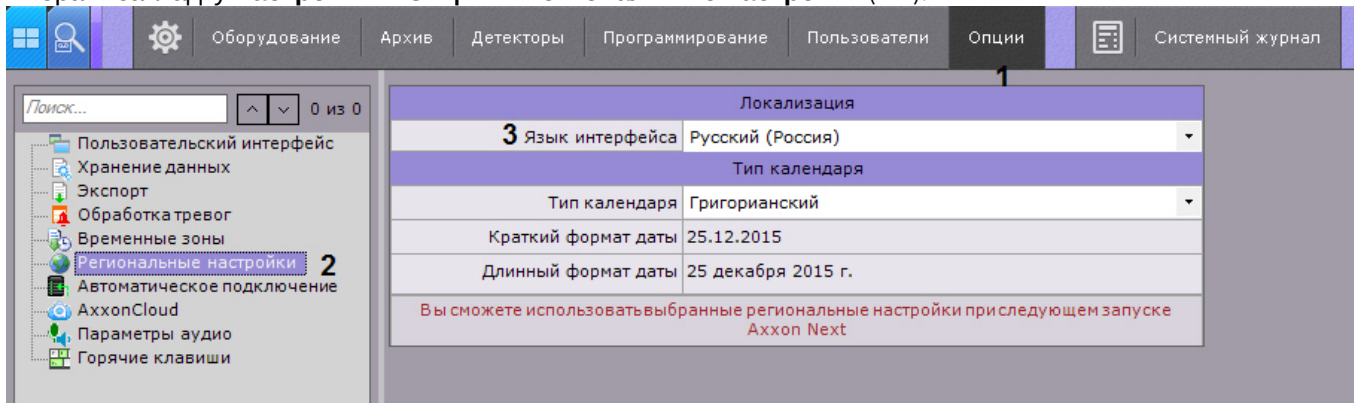 Оборудование Архив Детекторы Программирование Пользователи Опции Системный журнал
1
Поиск... 0 из 0
Пользовательский интерфейс
Хранение данных
Экспорт
Обработка тревог
Временные зоны
Региональные настройки 2
Автоматическое подключение
AxxonCloud
Параметры аудио
Горячие клавиши
Локализация
3 Язык интерфейса Русский (Россия)
Тип календаря
Тип календаря Григорианский
Краткий формат даты 25.12.2015
Длинный формат даты 25 декабря 2015 г.
Вы сможете использовать выбранные региональные настройки при следующем запуске
Axxon Next